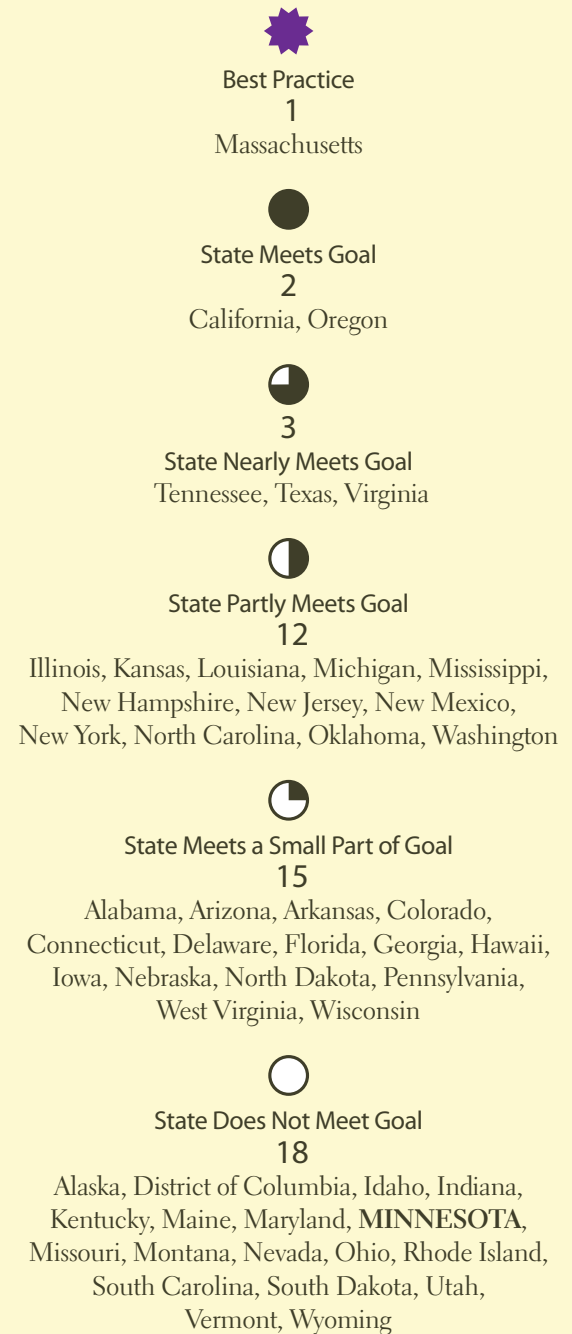 Best Practice
1
Massachusetts
State Meets Goal
2
California, Oregon
3
State Nearly Meets Goal
Tennessee, Texas, Virginia
State Partly Meets Goal
12
Illinois, Kansas, Louisiana, Michigan, Mississippi,
New Hampshire, New Jersey, New Mexico,
New York, North Carolina, Oklahoma, Washington
State Meets a Small Part of Goal
15
Alabama, Arizona, Arkansas, Colorado,
Connecticut, Delaware, Florida, Georgia, Hawaii,
Iowa, Nebraska, North Dakota, Pennsylvania,
West Virginia, Wisconsin
State Does Not Meet Goal
18
Alaska, District of Columbia, Idaho, Indiana,
Kentucky, Maine, Maryland, MINNESOTA,
Missouri, Montana, Nevada, Ohio, Rhode Island,
South Carolina, South Dakota, Utah,
Vermont, Wyoming